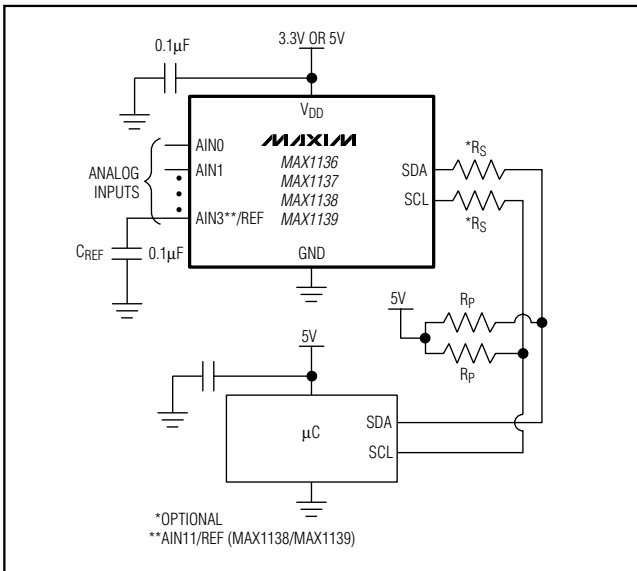 0.1µF
3.3V OR 5V
VDD
MAXIM
AIN0
MAX1136
*RS
ANALOG
INPUTS
AIN1
MAX1137
SDA
MAX1138
SCL
AIN3**/REF
MAX1139
*RS
CREF
0.1µF
GND
5V
RP
5V
RP
µC
SDA
SCL
*OPTIONAL
**AIN11/REF (MAX1138/MAX1139)